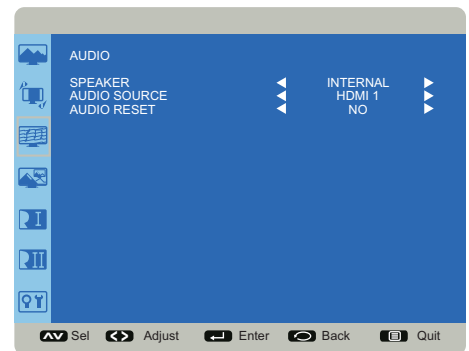 AUDIO
SPEAKER INTERNAL
AUDIO SOURCE HDMI 1
AUDIO RESET NO
Sel Adjust Enter Back Quit